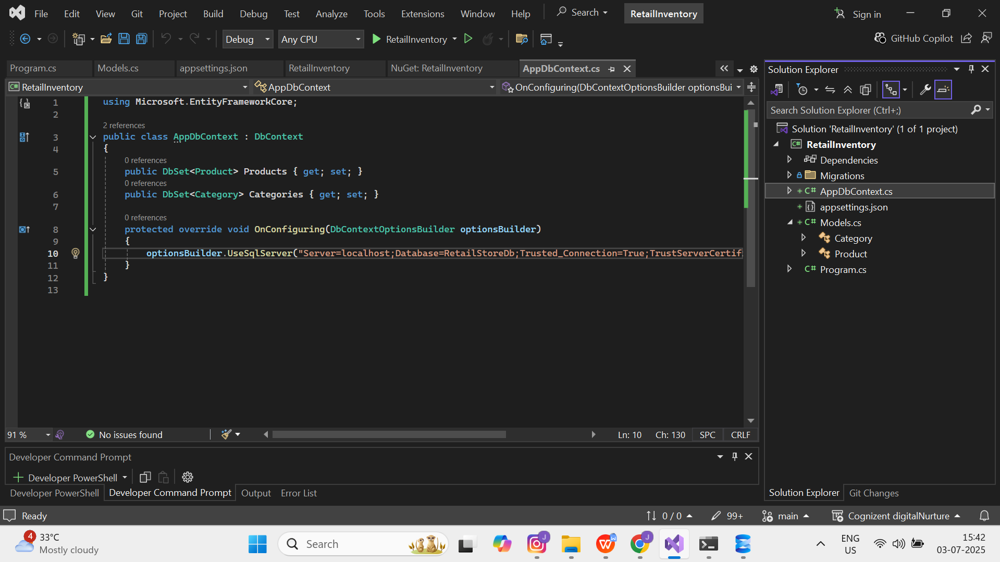 File Edit View Git Project Build Debug Test Analyze Tools Extensions Window Help Search RetailInventory Sign in
Debug Any CPU RetailInventory GitHub Copilot
Program.cs Models.cs appsettings.json RetailInventory NuGet: RetailInventory AppDbContext.cs
C# RetailInventory AppDbContext OnConfiguring(DbContextOptionsBuilder optionsBui
1 using Microsoft.EntityFrameworkCore;
2
2 references
3 public class AppDbContext : DbContext
4 {
0 references
5 public DbSet<Product> Products { get; set; }
0 references
6 public DbSet<Category> Categories { get; set; }
7
0 references
8 protected override void OnConfiguring(DbContextOptionsBuilder optionsBuilder)
9 {
10 optionsBuilder.UseSqlServer("Server=localhost;Database=RetailStoreDb;Trusted_Connection=True;TrustServerCertif
11 }
12 }
13
91 % No issues found Ln: 10 Ch: 130 SPC CRLF
Developer Command Prompt
Developer PowerShell
Developer PowerShell Developer Command Prompt Output Error List
Solution Explorer
Search Solution Explorer (Ctrl+;)
Solution 'RetailInventory' (1 of 1 project)
C# RetailInventory
Dependencies
Migrations
C# AppDbContext.cs
appsettings.json
C# Models.cs
Category
Product
C# Program.cs
Solution Explorer Git Changes
Ready 0 / 0 99+ main Cognizent digitalNurture
4 33°C
Mostly cloudy
Search
J
W
J
ENG
US
15:42
03-07-2025